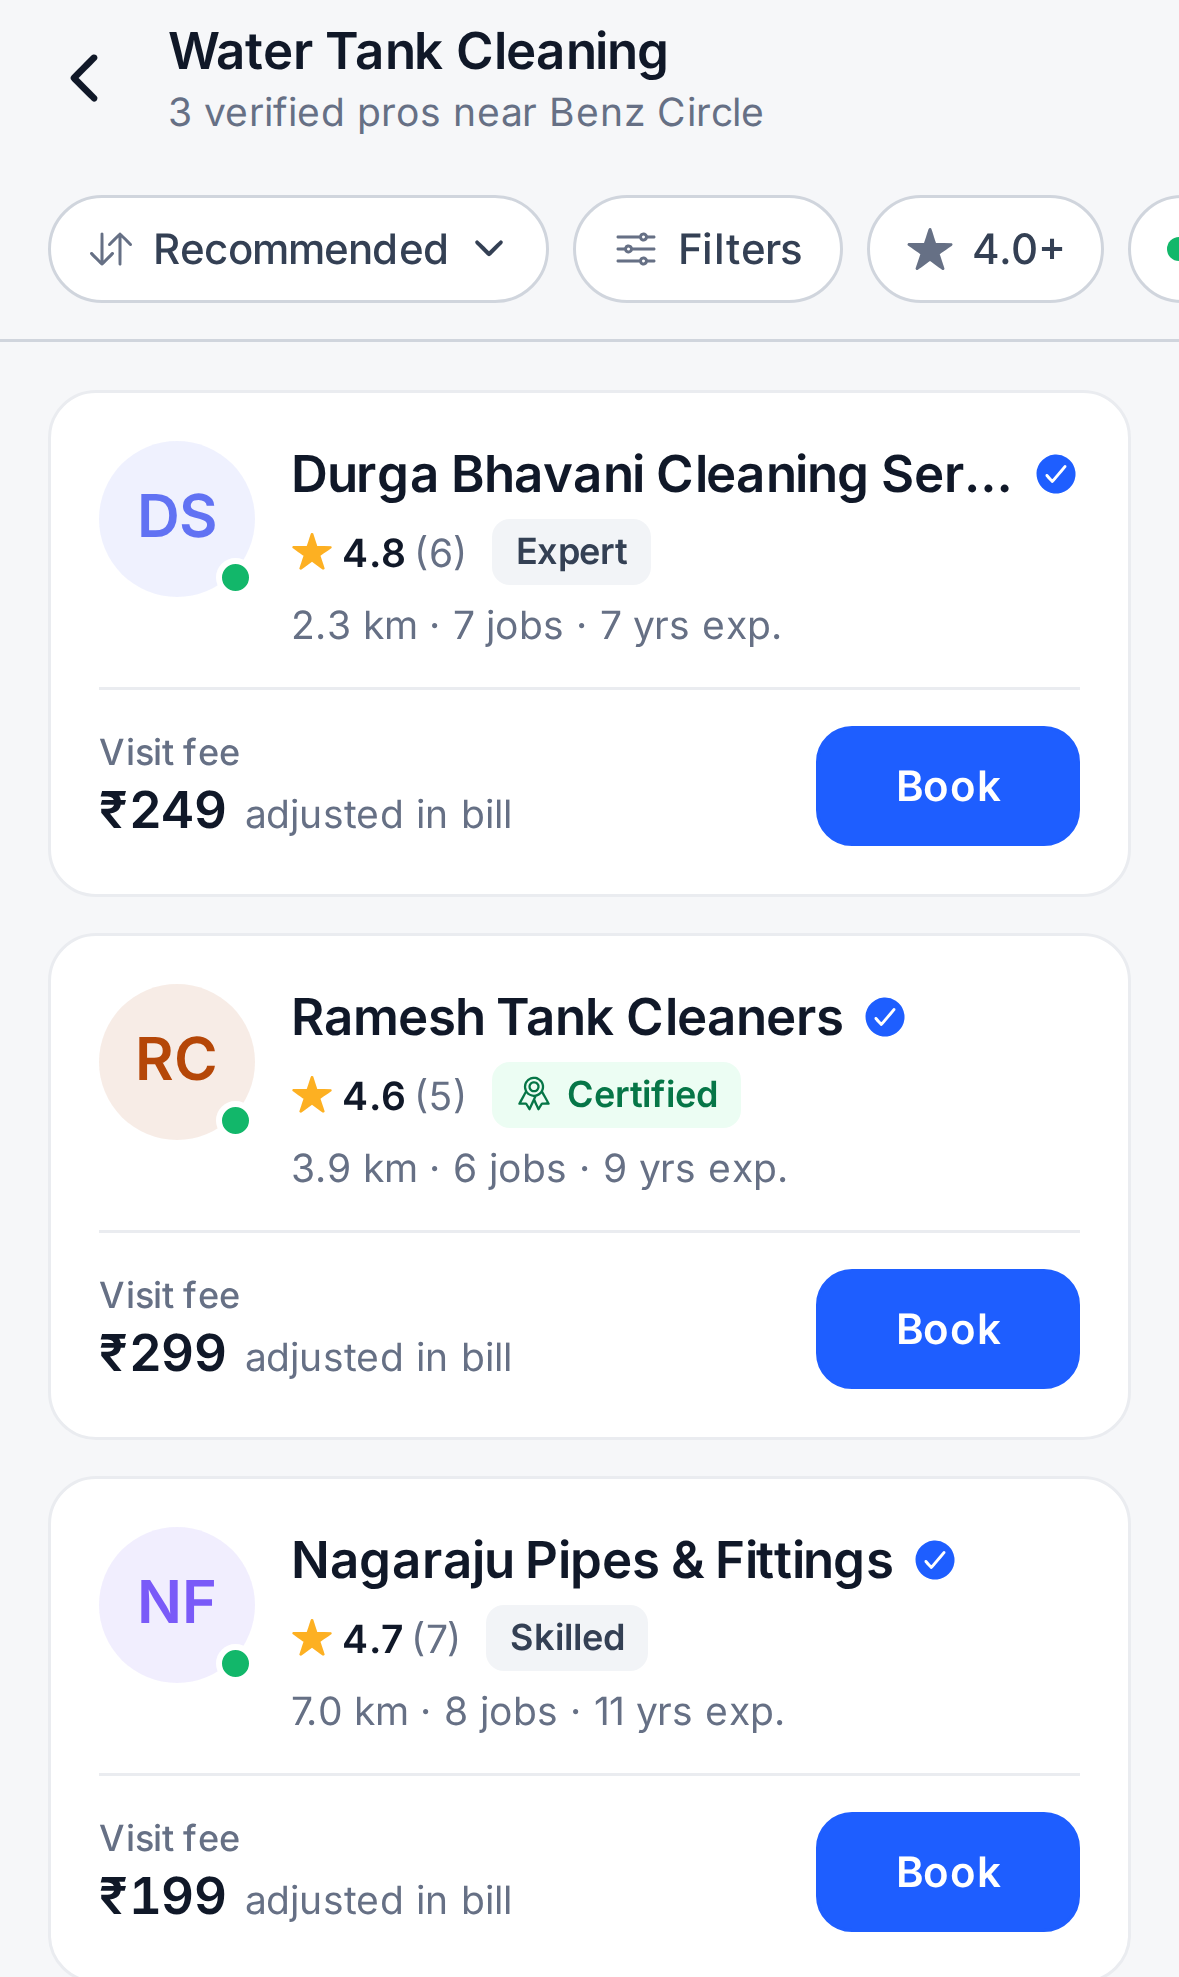 Water Tank Cleaning
3 verified pros near Benz Circle
Recommended Filters 4.0+
DS
Durga Bhavani Cleaning Ser...
4.8 (6) Expert
2.3 km · 7 jobs · 7 yrs exp.
Visit fee
₹249 adjusted in bill
Book
RC
Ramesh Tank Cleaners
4.6 (5) Certified
3.9 km · 6 jobs · 9 yrs exp.
Visit fee
₹299 adjusted in bill
Book
NF
Nagaraju Pipes & Fittings
4.7 (7) Skilled
7.0 km · 8 jobs · 11 yrs exp.
Visit fee
₹199 adjusted in bill
Book